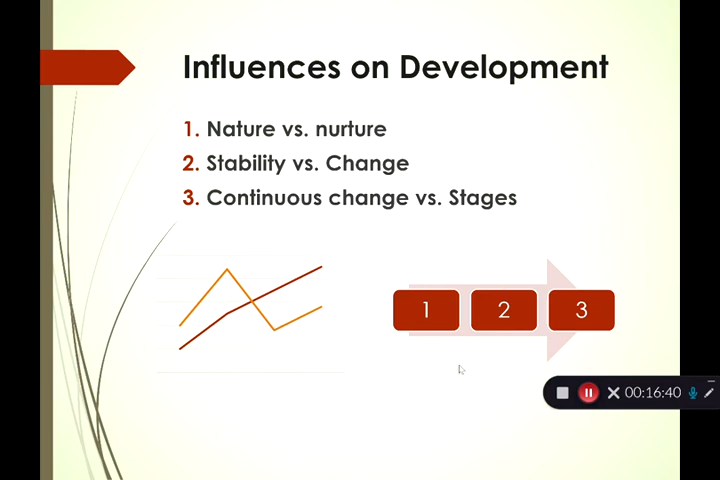 Influences on Development
1. Nature vs. nurture
2. Stability vs. Change
3. Continuous change vs. Stages
1 2 3
00:16:40